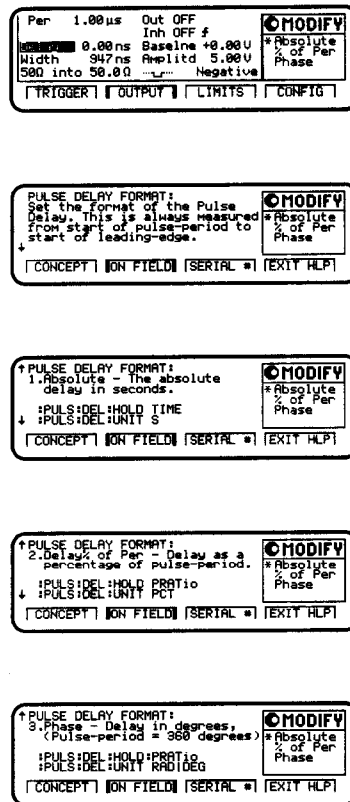 Per 1.00µs Out OFF
Inh OFF ƒ
0.00ns Baselne +0.00V
Width 947ns Amplitd 5.00V
50Ω into 50.0Ω Negative
MODIFY
*Absolute
% of Per
Phase
TRIGGER OUTPUT LIMITS CONFIG
PULSE DELAY FORMAT:
Set the format of the Pulse
Delay. This is always measured
from start of pulse-period to
start of leading-edge.
↓
MODIFY
*Absolute
% of Per
Phase
CONCEPT ON FIELD SERIAL # EXIT HLP
↑PULSE DELAY FORMAT:
1.Absolute - The absolute
delay in seconds.
:PULS:DEL:HOLD TIME
↓ :PULS:DEL:UNIT S
MODIFY
*Absolute
% of Per
Phase
CONCEPT ON FIELD SERIAL # EXIT HLP
↑PULSE DELAY FORMAT:
2.Delay% of Per - Delay as a
percentage of pulse-period.
:PULS:DEL:HOLD PRATio
↓ :PULS:DEL:UNIT PCT
MODIFY
*Absolute
% of Per
Phase
CONCEPT ON FIELD SERIAL # EXIT HLP
↑PULSE DELAY FORMAT:
3.Phase - Delay in degrees,
(Pulse-period = 360 degrees)
:PULS:DEL:HOLD:PRATio
:PULS:DEL:UNIT RAD|DEG
MODIFY
*Absolute
% of Per
Phase
CONCEPT ON FIELD SERIAL # EXIT HLP